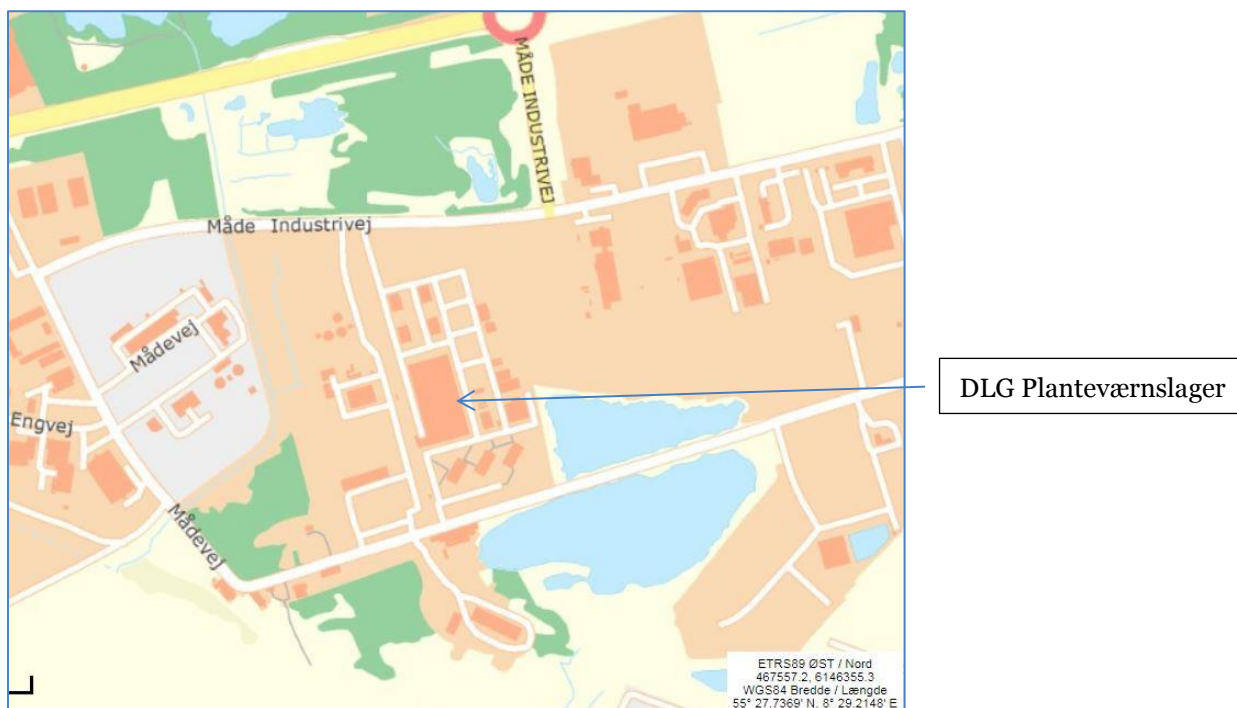 MÅDE INDUSTRIVEJ
Måde Industrivej
Mådevej
DLG Planteværnslager
Engvej
Mådevej
ETRS89 ØST / Nord
467557.2, 6146355.3
WGS84 Bredde / Længde
55° 27.7369' N, 8° 29.2148' E